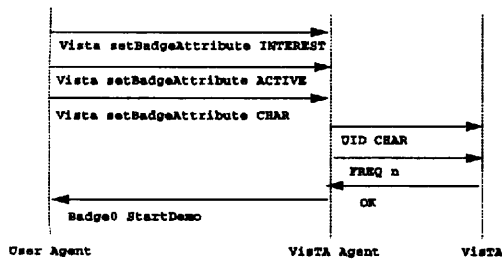 Vista setBadgeAttribute INTEREST
Vista setBadgeAttribute ACTIVE
Vista setBadgeAttribute CHAR
UID CHAR
FREQ n
OK
Badge0 StartDemo
User Agent VisTA Agent VisTA